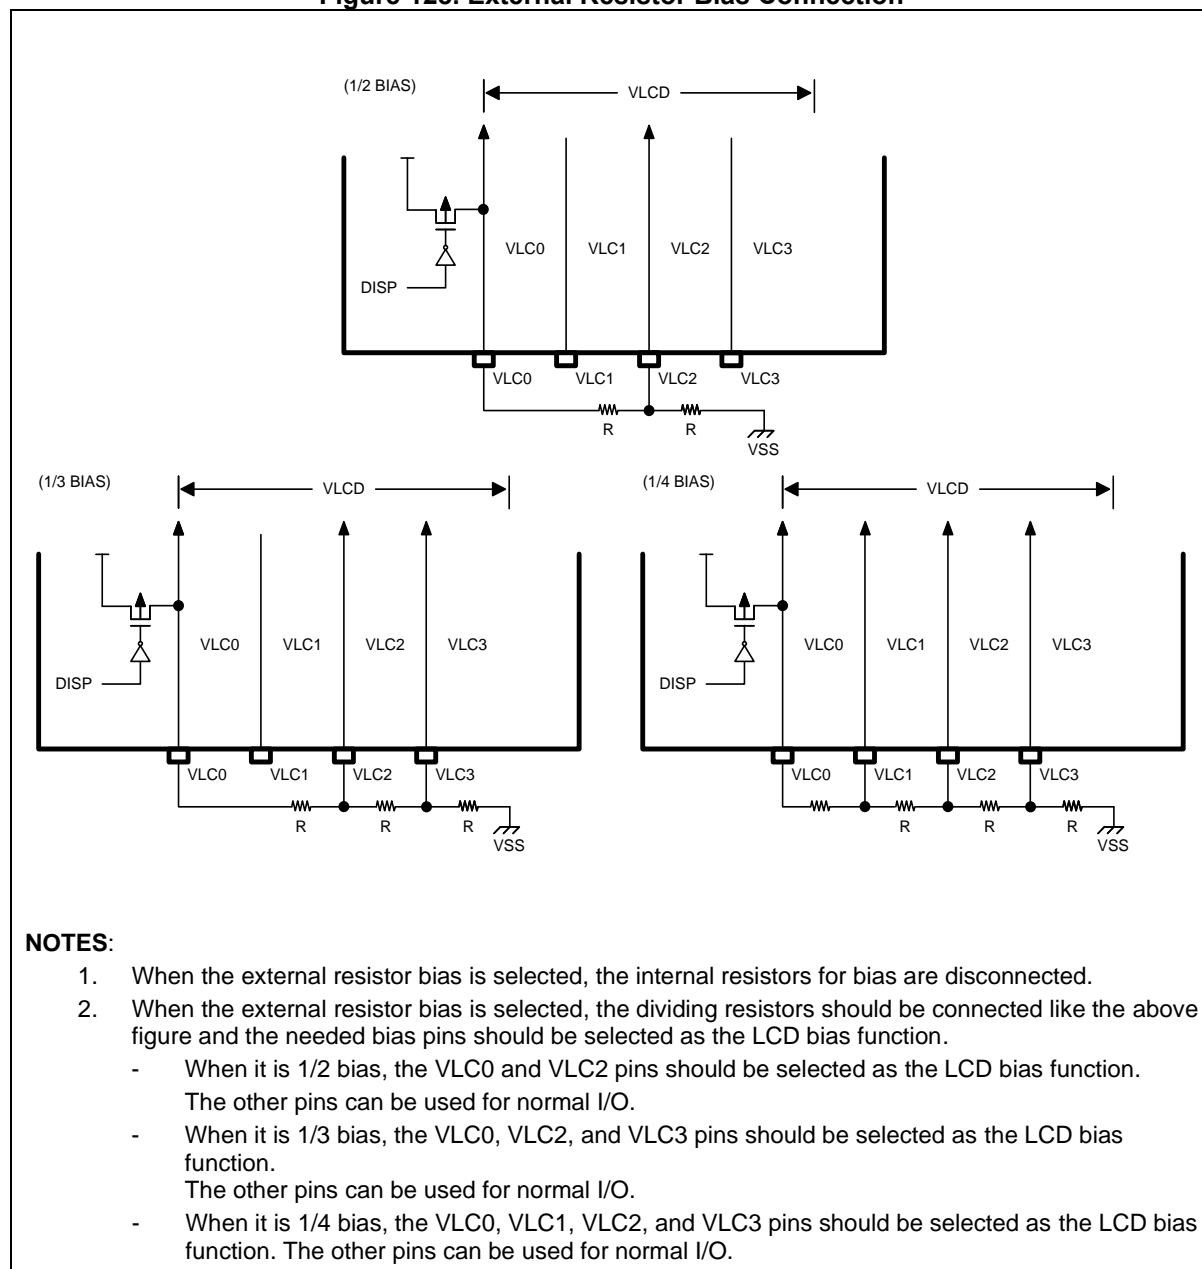 (1/2 BIAS)
VLCD
VLC0 VLC1 VLC2 VLC3
DISP
VLC0 VLC1 VLC2 VLC3
R R
VSS
(1/3 BIAS)
VLCD
VLC0 VLC1 VLC2 VLC3
DISP
VLC0 VLC1 VLC2 VLC3
R R R
VSS
(1/4 BIAS)
VLCD
VLC0 VLC1 VLC2 VLC3
DISP
VLC0 VLC1 VLC2 VLC3
R R R
VSS
NOTES:
1. When the external resistor bias is selected, the internal resistors for bias are disconnected.
2. When the external resistor bias is selected, the dividing resistors should be connected like the above
figure and the needed bias pins should be selected as the LCD bias function.
- When it is 1/2 bias, the VLC0 and VLC2 pins should be selected as the LCD bias function.
The other pins can be used for normal I/O.
- When it is 1/3 bias, the VLC0, VLC2, and VLC3 pins should be selected as the LCD bias
function.
The other pins can be used for normal I/O.
- When it is 1/4 bias, the VLC0, VLC1, VLC2, and VLC3 pins should be selected as the LCD bias
function. The other pins can be used for normal I/O.